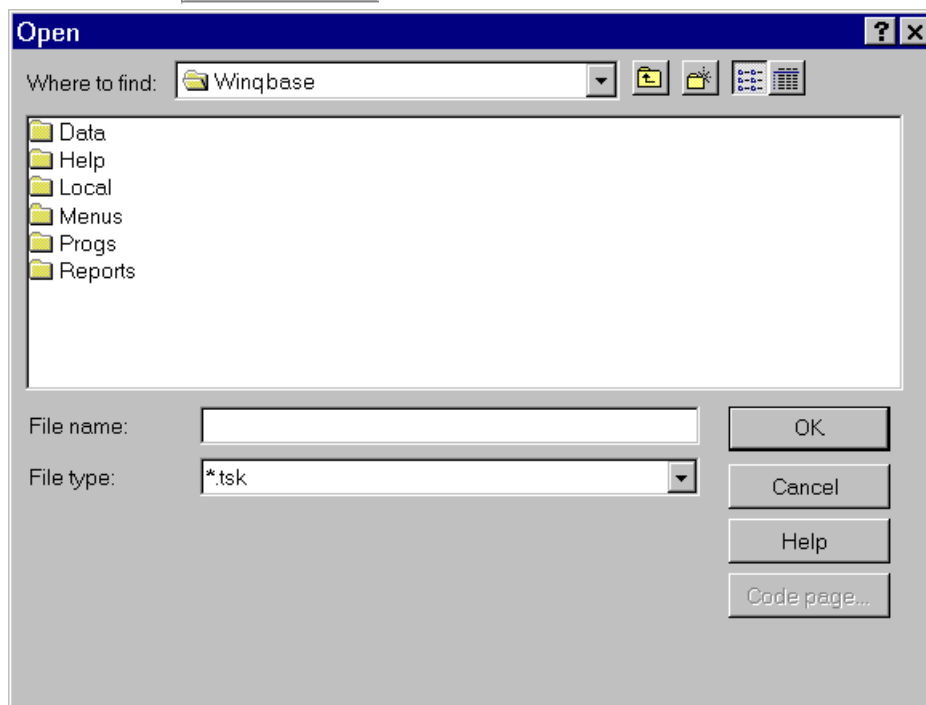 Open
Where to find: Winqbase
Data
Help
Local
Menus
Progs
Reports
File name: OK
File type: *.tsk
Cancel
Help
Code page...